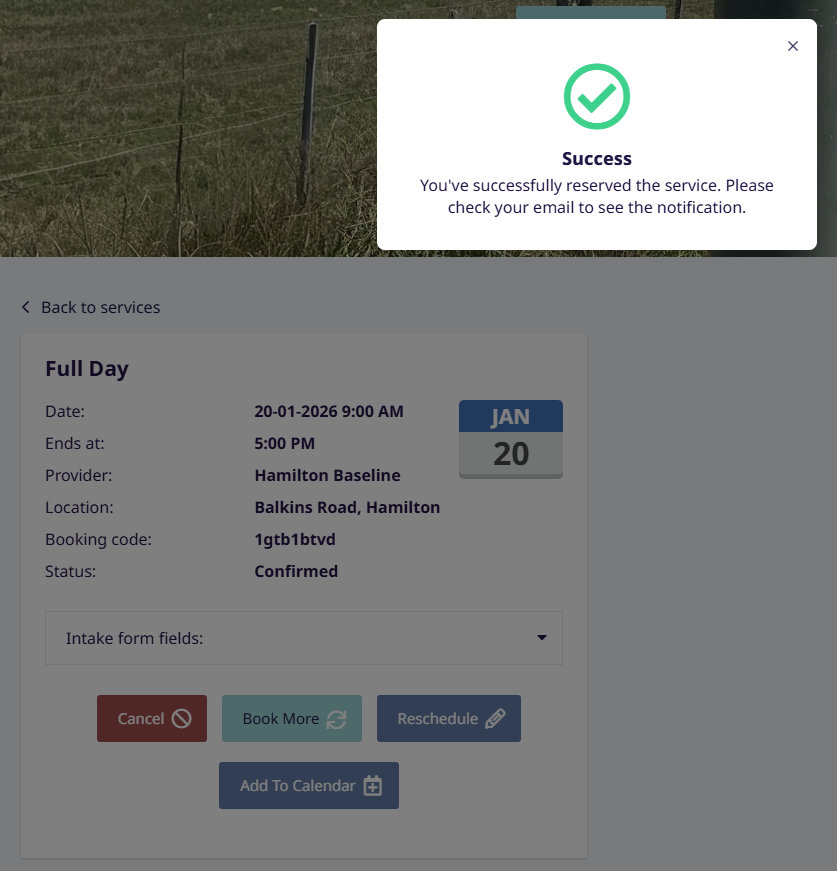 Success
You've successfully reserved the service. Please
check your email to see the notification.
Back to services
Full Day
Date: 20-01-2026 9:00 AM
Ends at: 5:00 PM
Provider: Hamilton Baseline
Location: Balkins Road, Hamilton
Booking code: 1gtb1btvd
Status: Confirmed
JAN
20
Intake form fields:
Cancel
Book More
Reschedule
Add To Calendar